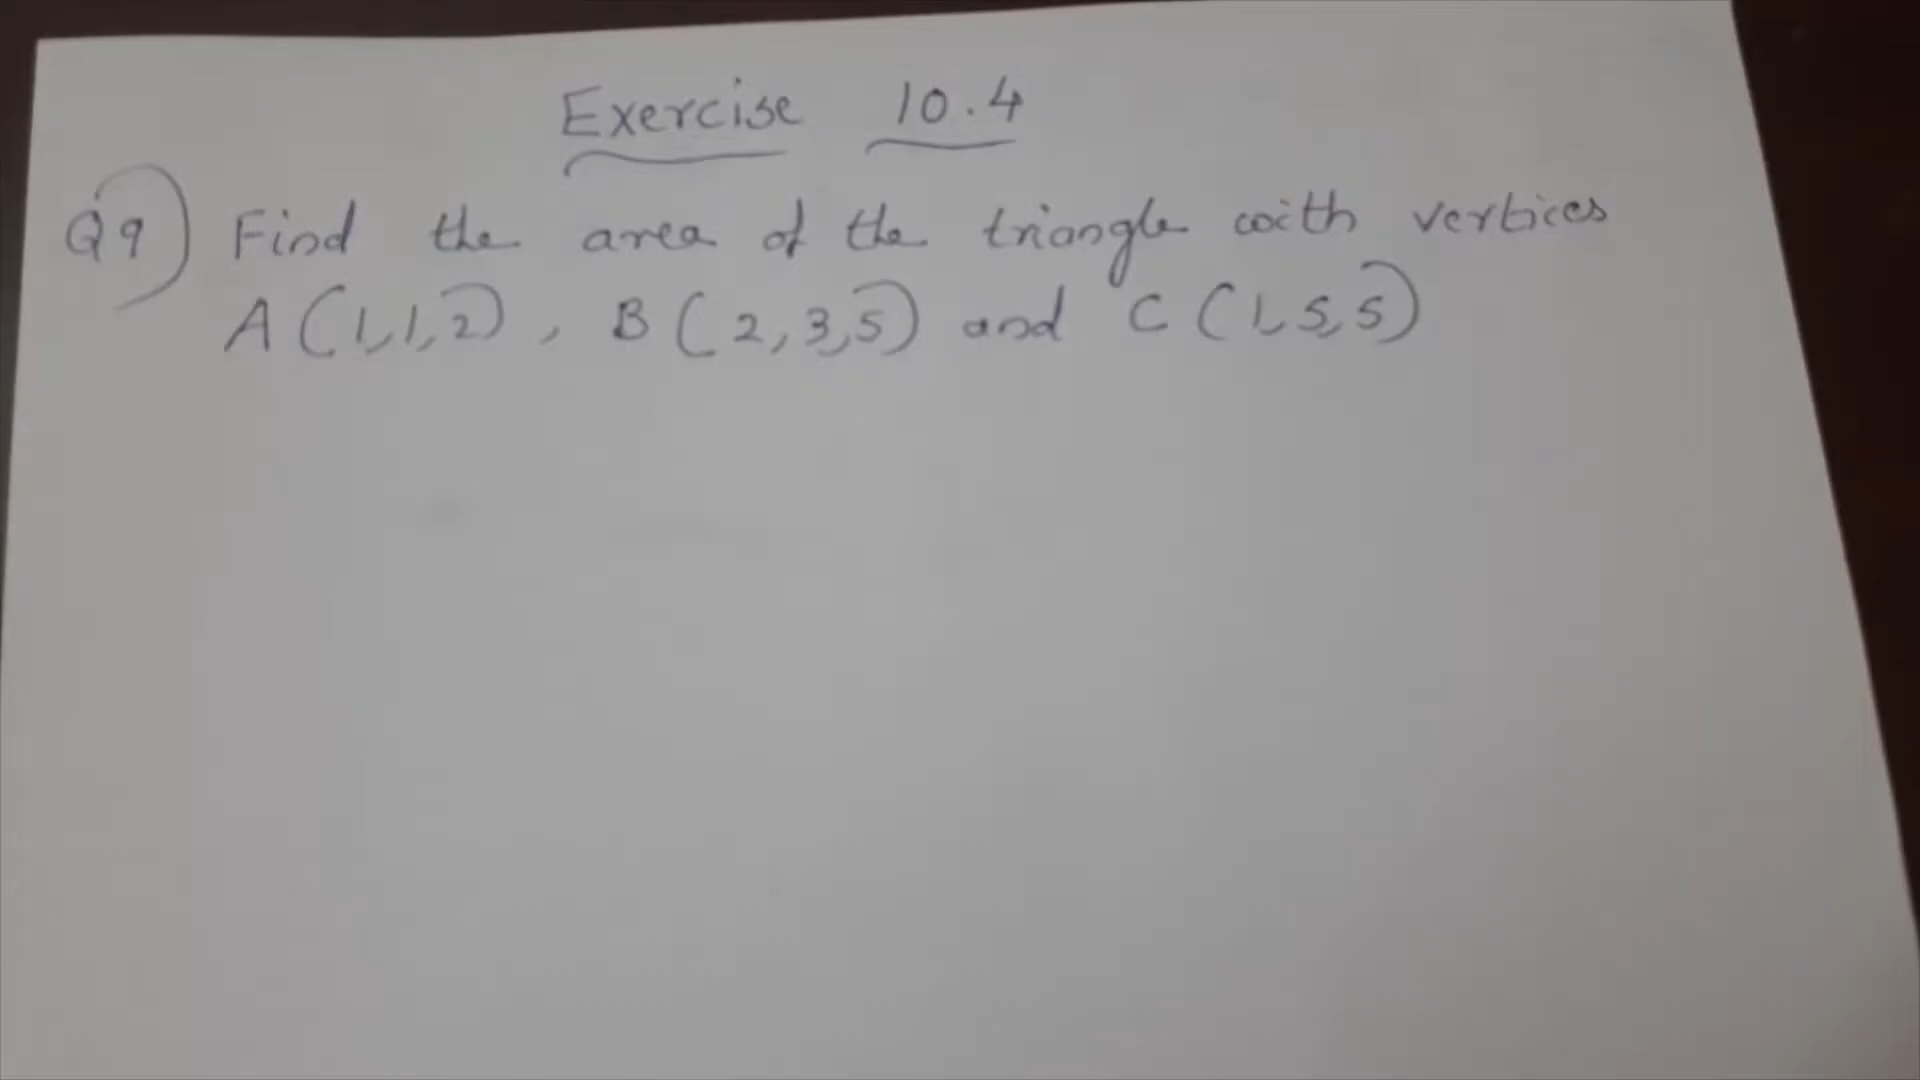 Exercise 10.4
Q9) Find the area of the triangle with vertices
A (1,1,2), B (2,3,5) and C (1,5,5)